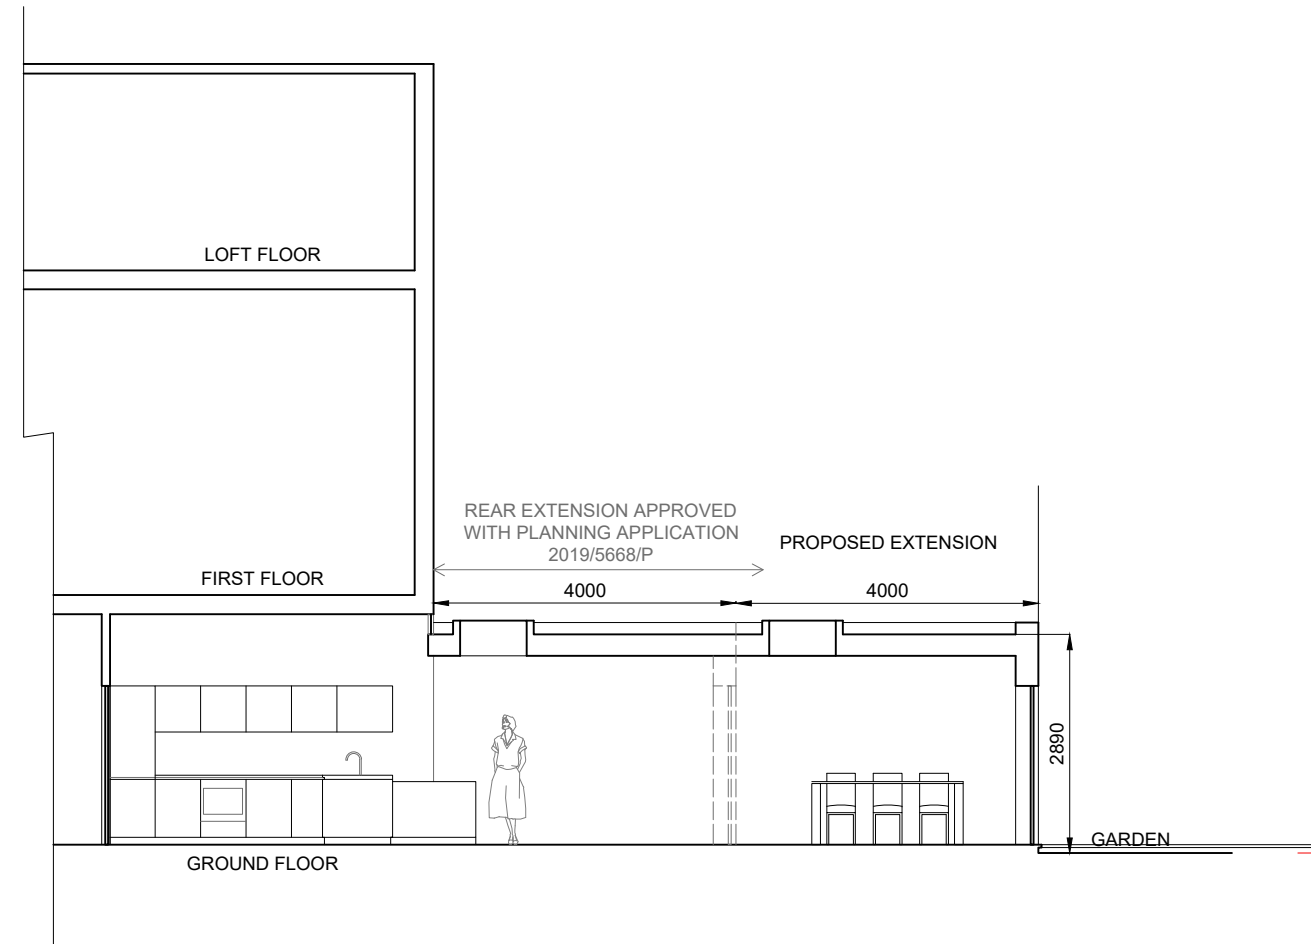 LOFT FLOOR
REAR EXTENSION APPROVED
WITH PLANNING APPLICATION
2019/5668/P
PROPOSED EXTENSION
FIRST FLOOR
4000
4000
2890
GARDEN
GROUND FLOOR